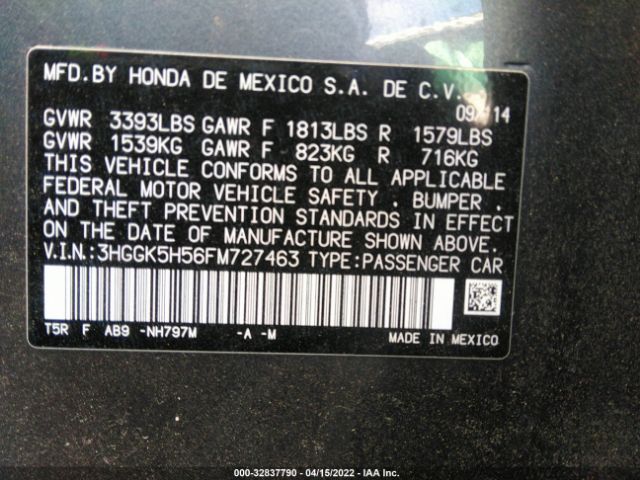 MFD.BY HONDA DE MEXICO S.A. DE C.V.
09/14
GVWR 3393LBS GAWR F 1813LBS R 1579LBS
GVWR 1539KG GAWR F 823KG R 716KG
THIS VEHICLE CONFORMS TO ALL APPLICABLE
FEDERAL MOTOR VEHICLE SAFETY . BUMPER .
AND THEFT PREVENTION STANDARDS IN EFFECT
ON THE DATE OF MANUFACTURE SHOWN ABOVE.
V.I.N.:3HGGK5H56FM727463 TYPE:PASSENGER CAR
T5R F AB9 -NH797M -A -M
MADE IN MEXICO
000-32837790 - 04/15/2022 - IAA Inc.